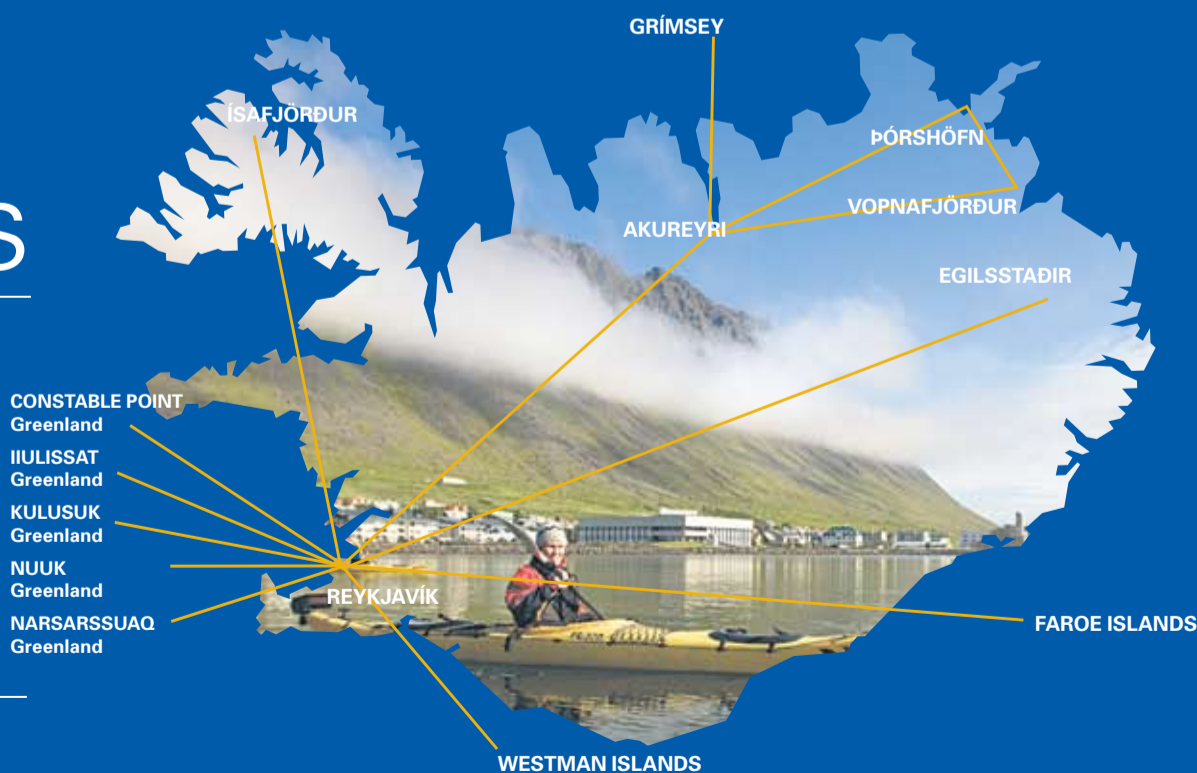 GRÍMSEY
ÍSAFJÖRÐUR
ÞÓRSHÖFN
S
VOPNAFJÖRÐUR
AKUREYRI
EGILSSTAÐIR
CONSTABLE POINT
Greenland
IIULISSAT
Greenland
KULUSUK
Greenland
NUUK
Greenland
REYKJAVÍK
NARSARSSUAQ
Greenland
FAROE ISLANDS
WESTMAN ISLANDS